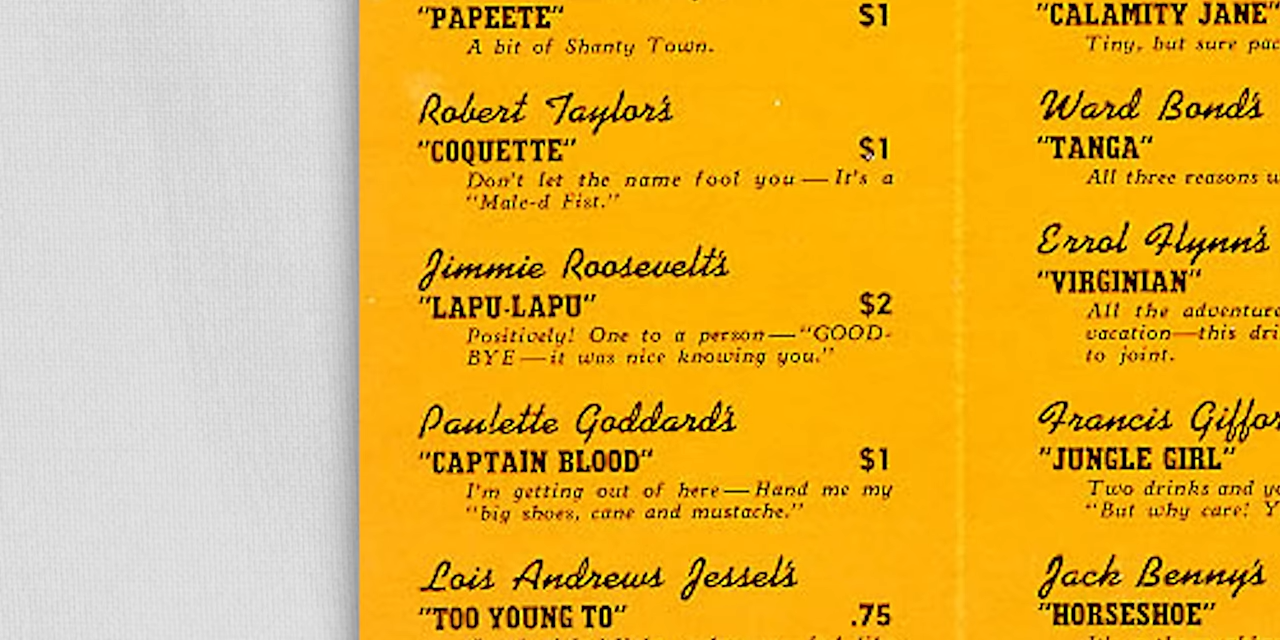 "PAPEETE" $1
A bit of Shanty Town.
Robert Taylor's
"COQUETTE" $1
Don't let the name fool you — It's a
"Male-d Fist."
Jimmie Roosevelt's
"LAPU-LAPU" $2
Positively! One to a person — "GOOD-
BYE — it was nice knowing you."
Paulette Goddard's
"CAPTAIN BLOOD" $1
I'm getting out of here — Hand me my
"big shoes, cane and mustache."
Lois Andrews Jessel's
"TOO YOUNG TO" .75
"CALAMITY JANE"
Tiny, but sure
Ward Bond's
"TANGA"
All three reasons
Errol Flynn's
"VIRGINIAN"
All the
vacation—this
to joint.
Francis
"JUNGLE GIRL"
Two drinks and
"But why care!
Jack Benny's
"HORSESHOE"